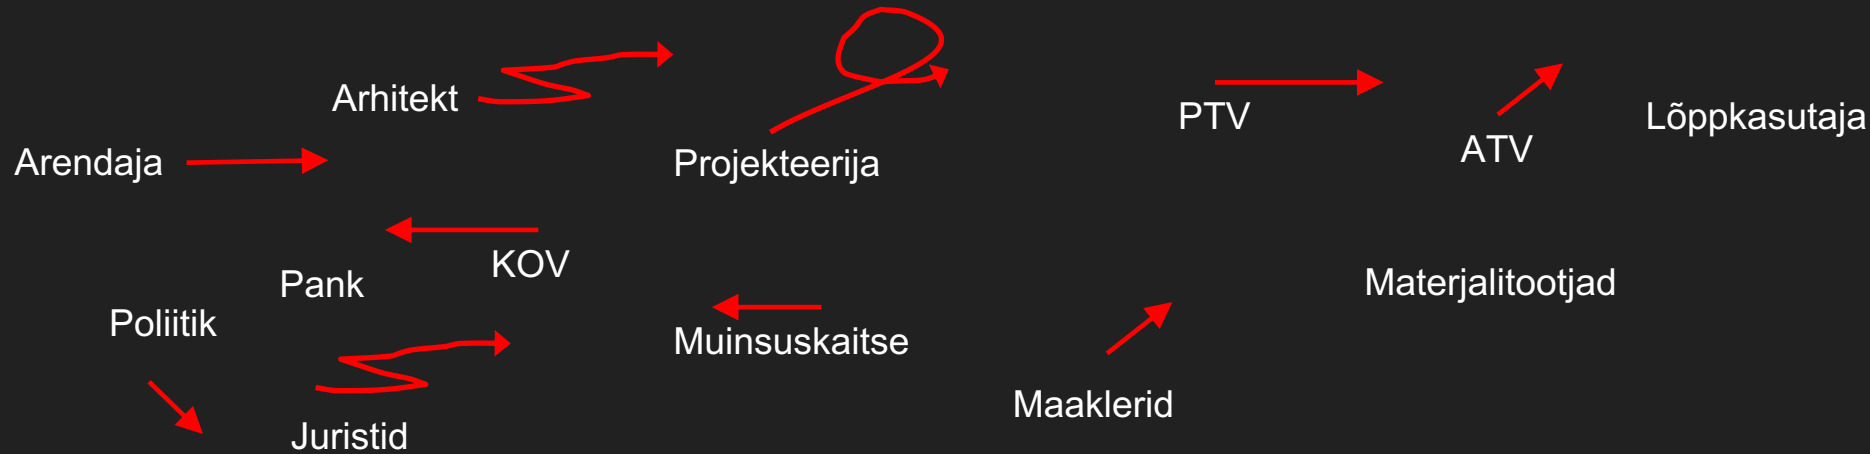 Arhitekt
PTV
Lõppkasutaja
ATV
Arendaja
Projekteerija
KOV
Pank
Materjalitootjad
Poliitik
Muinsuskaitse
Maaklerid
Juristid